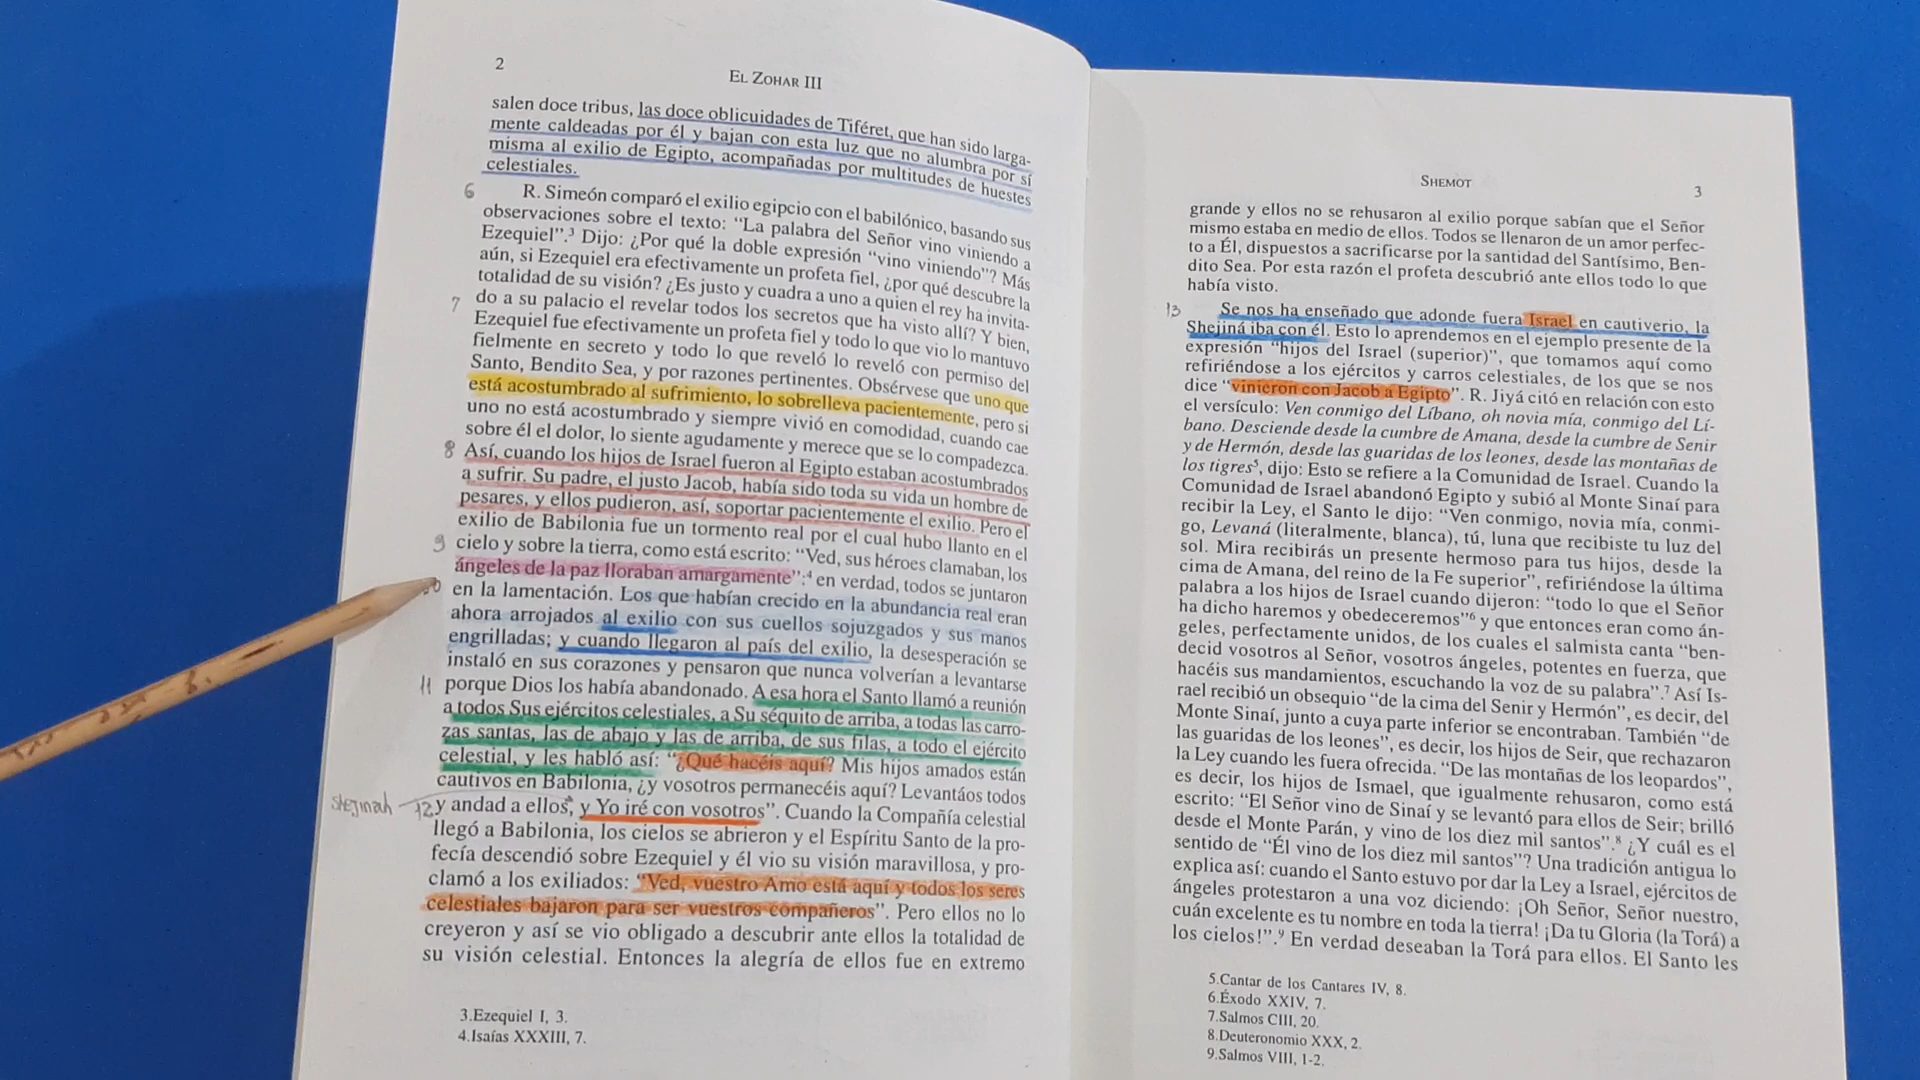 2
EL ZOHAR III
salen doce tribus, las doce oblicuidades de Tiféret, que han sido larga-
mente caldeadas por él y bajan con esta luz que no alumbra por sí
misma al exilio de Egipto, acompañadas por multitudes de huestes
celestiales.
6
R. Simeón comparó el exilio egipcio con el babilónico, basando sus
observaciones sobre el texto: “La palabra del Señor vino viniendo a
Ezequiel”.³ Dijo: ¿Por qué la doble expresión “vino viniendo”? Más
aún, si Ezequiel era efectivamente un profeta fiel, ¿por qué descubre la
totalidad de su visión? ¿Es justo y cuadra a uno a quien el rey ha invita-
7
do a su palacio el revelar todos los secretos que ha visto allí? Y bien,
Ezequiel fue efectivamente un profeta fiel y todo lo que vio lo mantuvo
fielmente en secreto y todo lo que reveló lo reveló con permiso del
Santo, Bendito Sea, y por razones pertinentes. Obsérvese que uno que
está acostumbrado al sufrimiento, lo sobrelleva pacientemente, pero si
uno no está acostumbrado y siempre vivió en comodidad, cuando cae
sobre él el dolor, lo siente agudamente y merece que se lo compadezca.
8
Así, cuando los hijos de Israel fueron al Egipto estaban acostumbrados
a sufrir. Su padre, el justo Jacob, había sido toda su vida un hombre de
pesares, y ellos pudieron, así, soportar pacientemente el exilio. Pero el
exilio de Babilonia fue un tormento real por el cual hubo llanto en el
9
cielo y sobre la tierra, como está escrito: “Ved, sus héroes clamaban, los
ángeles de la paz lloraban amargamente”:⁴ en verdad, todos se juntaron
en la lamentación. Los que habían crecido en la abundancia real eran
ahora arrojados al exilio con sus cuellos sojuzgados y sus manos
engrilladas; y cuando llegaron al país del exilio, la desesperación se
instaló en sus corazones y pensaron que nunca volverían a levantarse
11
porque Dios los había abandonado. A esa hora el Santo llamó a reunión
a todos Sus ejércitos celestiales, a Su séquito de arriba, a todas las carro-
zas santas, las de abajo y las de arriba, de sus filas, a todo el ejército
celestial, y les habló así: “¿Qué hacéis aquí? Mis hijos amados están
cautivos en Babilonia, ¿y vosotros permanecéis aquí? Levantáos todos
Shejinah 12
y andad a ellos, y Yo iré con vosotros”. Cuando la Compañía celestial
llegó a Babilonia, los cielos se abrieron y el Espíritu Santo de la pro-
fecía descendió sobre Ezequiel y él vio su visión maravillosa, y pro-
clamó a los exiliados: “Ved, vuestro Amo está aquí y todos los seres
celestiales bajaron para ser vuestros compañeros”. Pero ellos no lo
creyeron y así se vio obligado a descubrir ante ellos la totalidad de
su visión celestial. Entonces la alegría de ellos fue en extremo
3.Ezequiel I, 3.
4.Isaías XXXIII, 7.
SHEMOT
3
grande y ellos no se rehusaron al exilio porque sabían que el Señor
mismo estaba en medio de ellos. Todos se llenaron de un amor perfec-
to a Él, dispuestos a sacrificarse por la santidad del Santísimo, Ben-
dito Sea. Por esta razón el profeta descubrió ante ellos todo lo que
había visto.
13
Se nos ha enseñado que adonde fuera Israel en cautiverio, la
Shejiná iba con él. Esto lo aprendemos en el ejemplo presente de la
expresión “hijos del Israel (superior)”, que tomamos aquí como
refiriéndose a los ejércitos y carros celestiales, de los que se nos
dice “vinieron con Jacob a Egipto”. R. Jiyá citó en relación con esto
el versículo: Ven conmigo del Líbano, oh novia mía, conmigo del Lí-
bano. Desciende desde la cumbre de Amana, desde la cumbre de Senir
y de Hermón, desde las guaridas de los leones, desde las montañas de
los tigres⁵, dijo: Esto se refiere a la Comunidad de Israel. Cuando la
Comunidad de Israel abandonó Egipto y subió al Monte Sinaí para
recibir la Ley, el Santo le dijo: “Ven conmigo, novia mía, conmi-
go, Levaná (literalmente, blanca), tú, luna que recibiste tu luz del
sol. Mira recibirás un presente hermoso para tus hijos, desde la
cima de Amana, del reino de la Fe superior”, refiriéndose la última
palabra a los hijos de Israel cuando dijeron: “todo lo que el Señor
ha dicho haremos y obedeceremos”⁶ y que entonces eran como án-
geles, perfectamente unidos, de los cuales el salmista canta “ben-
decid vosotros al Señor, vosotros ángeles, potentes en fuerza, que
hacéis sus mandamientos, escuchando la voz de su palabra”.⁷ Así Is-
rael recibió un obsequio “de la cima del Senir y Hermón”, es decir, del
Monte Sinaí, junto a cuya parte inferior se encontraban. También “de
las guaridas de los leones”, es decir, los hijos de Seir, que rechazaron
la Ley cuando les fuera ofrecida. “De las montañas de los leopardos”,
es decir, los hijos de Ismael, que igualmente rehusaron, como está
escrito: “El Señor vino de Sinaí y se levantó para ellos de Seir; brilló
desde el Monte Parán, y vino de los diez mil santos”.⁸ ¿Y cuál es el
sentido de “Él vino de los diez mil santos”? Una tradición antigua lo
explica así: cuando el Santo estuvo por dar la Ley a Israel, ejércitos de
ángeles protestaron a una voz diciendo: ¡Oh Señor, Señor nuestro,
cuán excelente es tu nombre en toda la tierra! ¡Da tu Gloria (la Torá) a
los cielos!”.⁹ En verdad deseaban la Torá para ellos. El Santo les
5.Cantar de los Cantares IV, 8.
6.Éxodo XXIV, 7.
7.Salmos CIII, 20.
8.Deuteronomio XXX, 2.
9.Salmos VIII, 1-2.